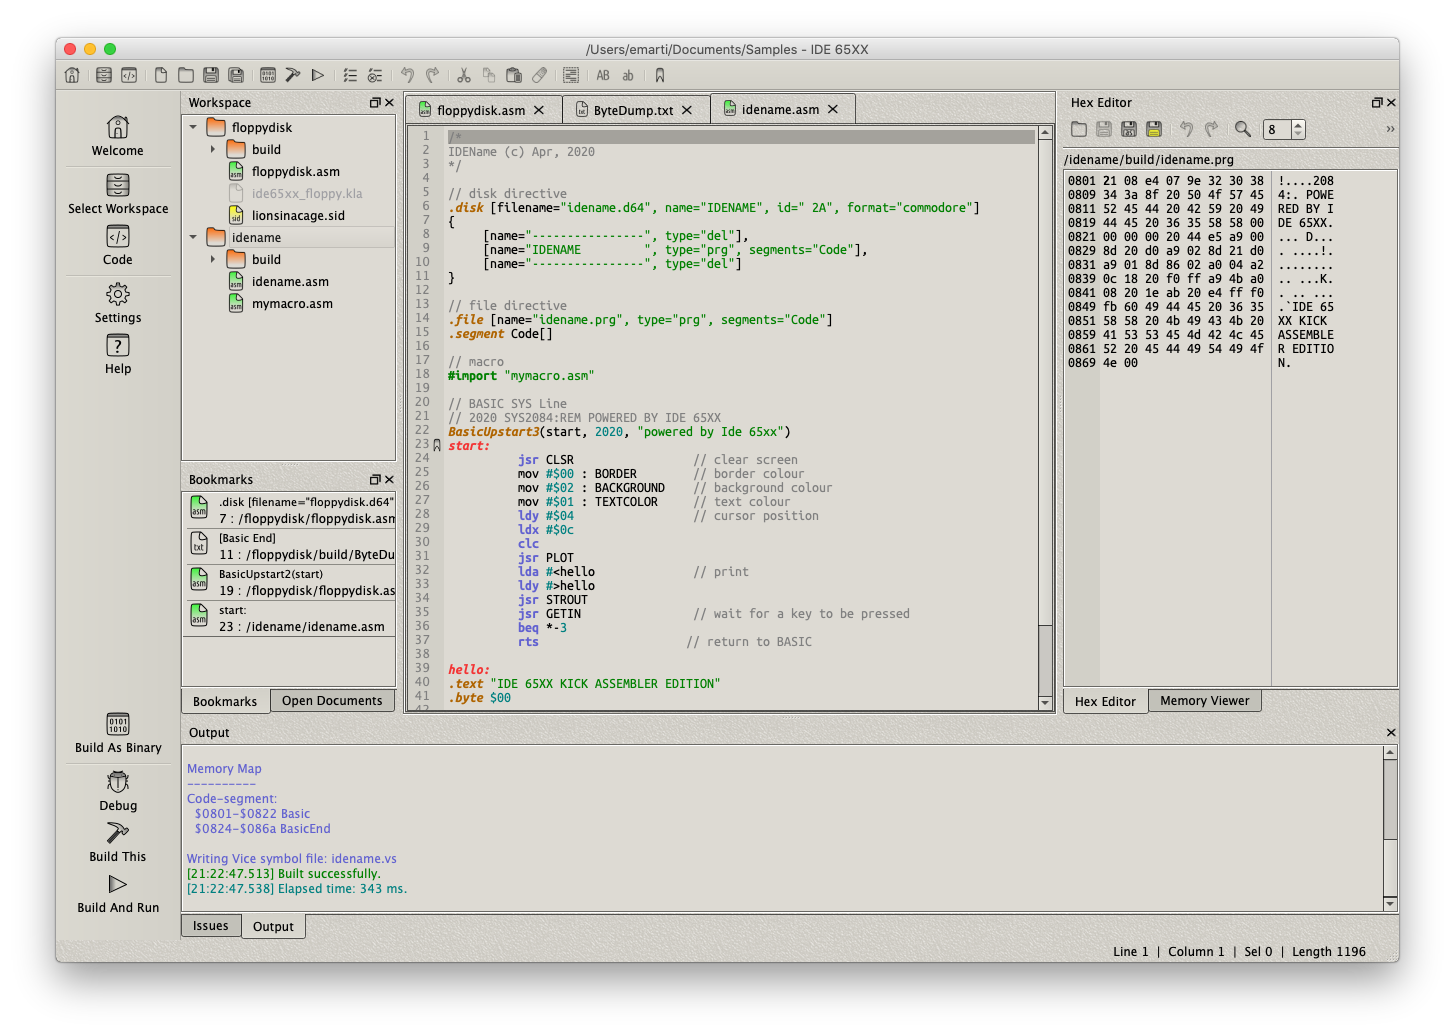 /Users/emarti/Documents/Samples - IDE 65XX
AB ab
Welcome
Select Workspace
Code
Settings
Help
Build As Binary
Debug
Build This
Build And Run
Workspace
floppydisk
build
floppydisk.asm
ide65xx_floppy.kla
lionsinacage.sid
idename
build
idename.asm
mymacro.asm
Bookmarks
.disk [filename="floppydisk.d64"
7 : /floppydisk/floppydisk.asm
[Basic End]
11 : /floppydisk/build/ByteDu
BasicUpstart2(start)
19 : /floppydisk/floppydisk.as
start:
23 : /idename/idename.asm
Bookmarks Open Documents
floppydisk.asm ByteDump.txt idename.asm
1 /*
2 IDEName (c) Apr, 2020
3 */
4
5 // disk directive
6 .disk [filename="idename.d64", name="IDENAME", id=" 2A", format="commodore"]
7 {
8 [name="----------------", type="del"],
9 [name="IDENAME         ", type="prg", segments="Code"],
10 [name="----------------", type="del"]
11 }
12
13 // file directive
14 .file [name="idename.prg", type="prg", segments="Code"]
15 .segment Code[]
16
17 // macro
18 #import "mymacro.asm"
19
20 // BASIC SYS Line
21 // 2020 SYS2084:REM POWERED BY IDE 65XX
22 BasicUpstart3(start, 2020, "powered by Ide 65xx")
23 start:
24 jsr CLSR // clear screen
25 mov #$00 : BORDER // border colour
26 mov #$02 : BACKGROUND // background colour
27 mov #$01 : TEXTCOLOR // text colour
28 ldy #$04 // cursor position
29 ldx #$0c
30 clc
31 jsr PLOT
32 lda #<hello // print
33 ldy #>hello
34 jsr STROUT
35 jsr GETIN // wait for a key to be pressed
36 beq *-3
37 rts // return to BASIC
38
39 hello:
40 .text "IDE 65XX KICK ASSEMBLER EDITION"
41 .byte $00
42
Hex Editor
8
/idename/build/idename.prg
0801 21 08 e4 07 9e 32 30 38 !....208
0809 34 3a 8f 20 50 4f 57 45 4:. POWE
0811 52 45 44 20 42 59 20 49 RED BY I
0819 44 45 20 36 35 58 58 00 DE 65XX.
0821 00 00 00 20 44 e5 a9 00 ... D...
0829 8d 20 d0 a9 02 8d 21 d0 . ....!.
0831 a9 01 8d 86 02 a0 04 a2 ........
0839 0c 18 20 f0 ff a9 4b a0 .. ...K.
0841 08 20 1e ab 20 e4 ff f0 . .. ...
0849 fb 60 49 44 45 20 36 35 .`IDE 65
0851 58 58 20 4b 49 43 4b 20 XX KICK
0859 41 53 53 45 4d 42 4c 45 ASSEMBLE
0861 52 20 45 44 49 54 49 4f R EDITIO
0869 4e 00 N.
Hex Editor Memory Viewer
Output
Memory Map
----------
Code-segment:
$0801-$0822 Basic
$0824-$086a BasicEnd
Writing Vice symbol file: idename.vs
[21:22:47.513] Built successfully.
[21:22:47.538] Elapsed time: 343 ms.
Issues Output
Line 1 | Column 1 | Sel 0 | Length 1196